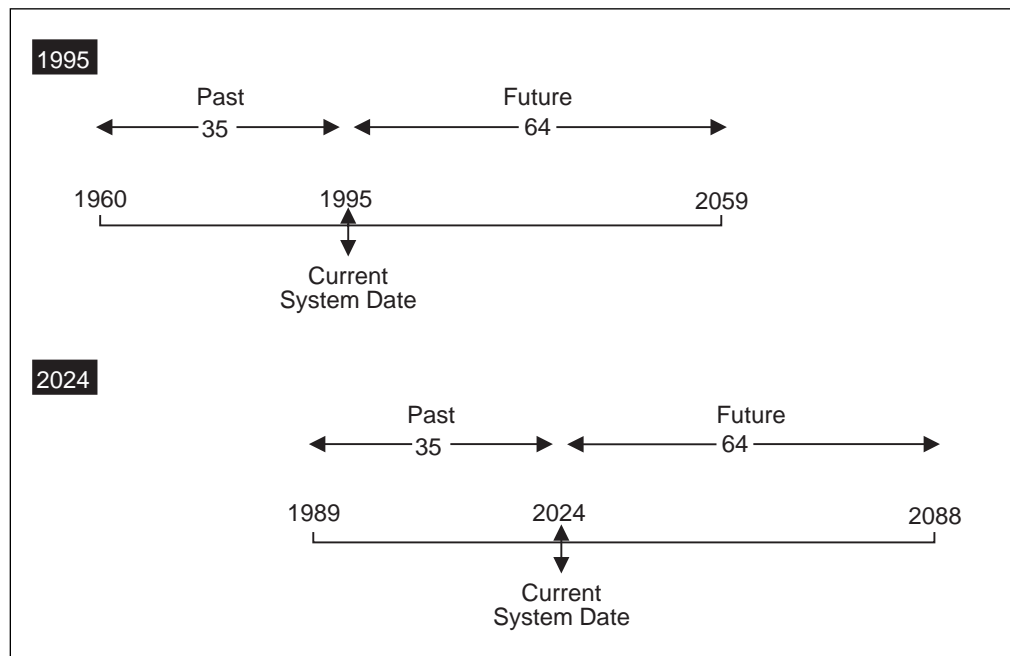 1995
Past Future
35 64
1960 1995 2059
Current
System Date
2024
Past Future
35 64
1989 2024 2088
Current
System Date